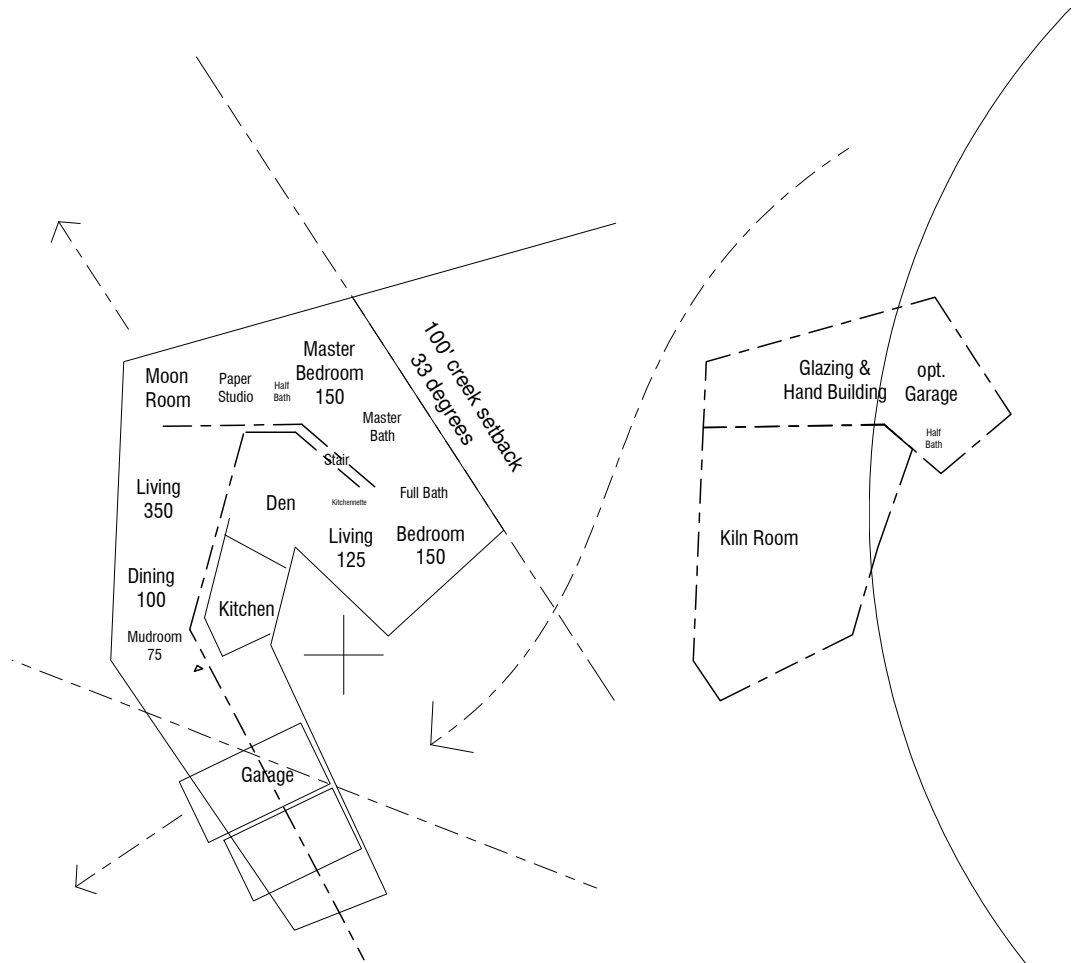 100' creek setback
33 degrees
Master
Bedroom
150
Moon
Room
Paper
Studio
Half
Bath
Master
Bath
Stair
Living
350
Den
Kitchennette
Full Bath
Living
125
Bedroom
150
Dining
100
Kitchen
Mudroom
75
Garage
Glazing &
Hand Building
opt.
Garage
Half
Bath
Kiln Room